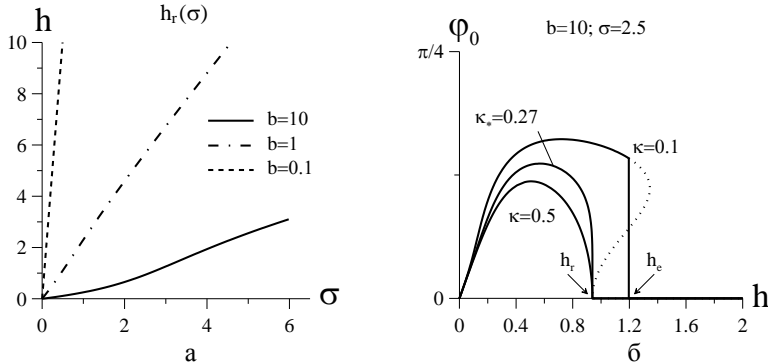 h
h_r(σ)
10
8
6
4
2
0
b=10
b=1
b=0.1
0
2
4
6
σ
а
φ_0
π/4
0
b=10; σ=2.5
κ_*=0.27
κ=0.1
κ=0.5
h_r
h_e
0
0.4
0.8
1.2
1.6
2
h
б